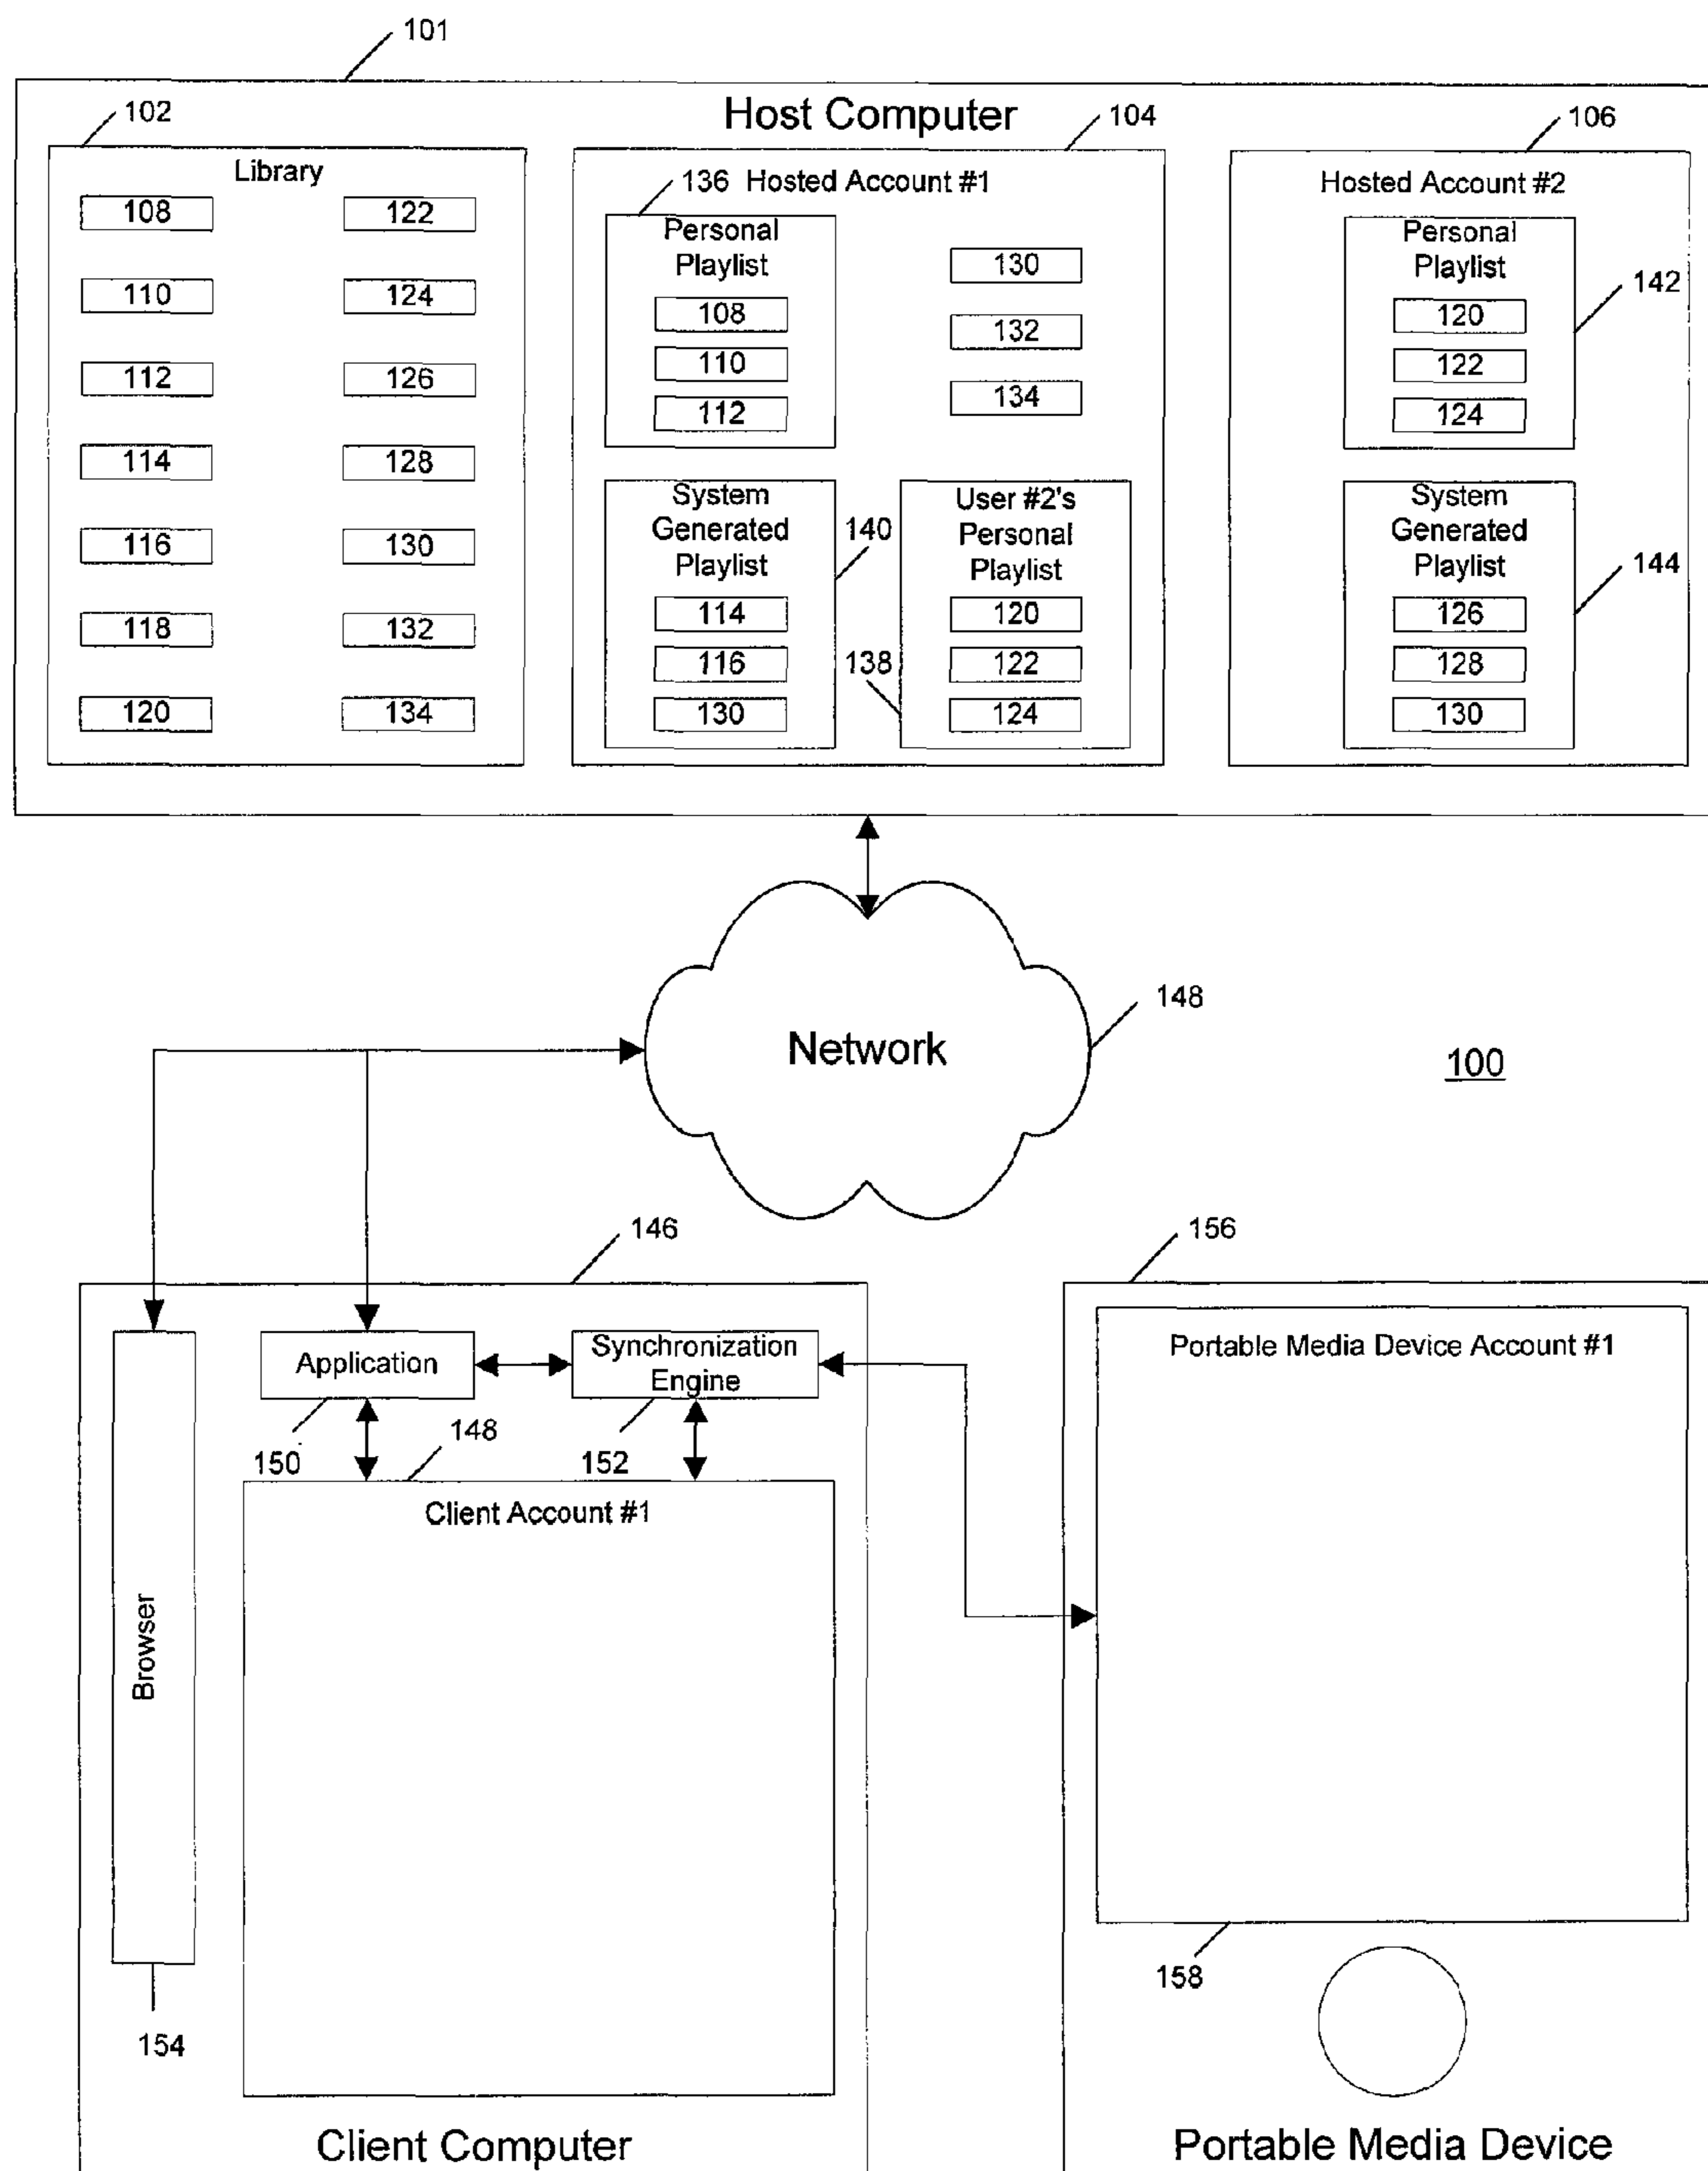 101
Host Computer
102
104
106
Library
136 Hosted Account #1
Hosted Account #2
108
122
110
124
112
126
114
128
116
130
118
132
120
134
Personal
Playlist
108
110
112
130
132
134
System
Generated
Playlist
114
116
130
140
User #2's
Personal
Playlist
120
122
124
138
Personal
Playlist
120
122
124
142
System
Generated
Playlist
126
128
130
144
Network
148
100
146
156
Application
Synchronization
Engine
150
148
152
Client Account #1
Browser
154
Client Computer
Portable Media Device Account #1
158
Portable Media Device